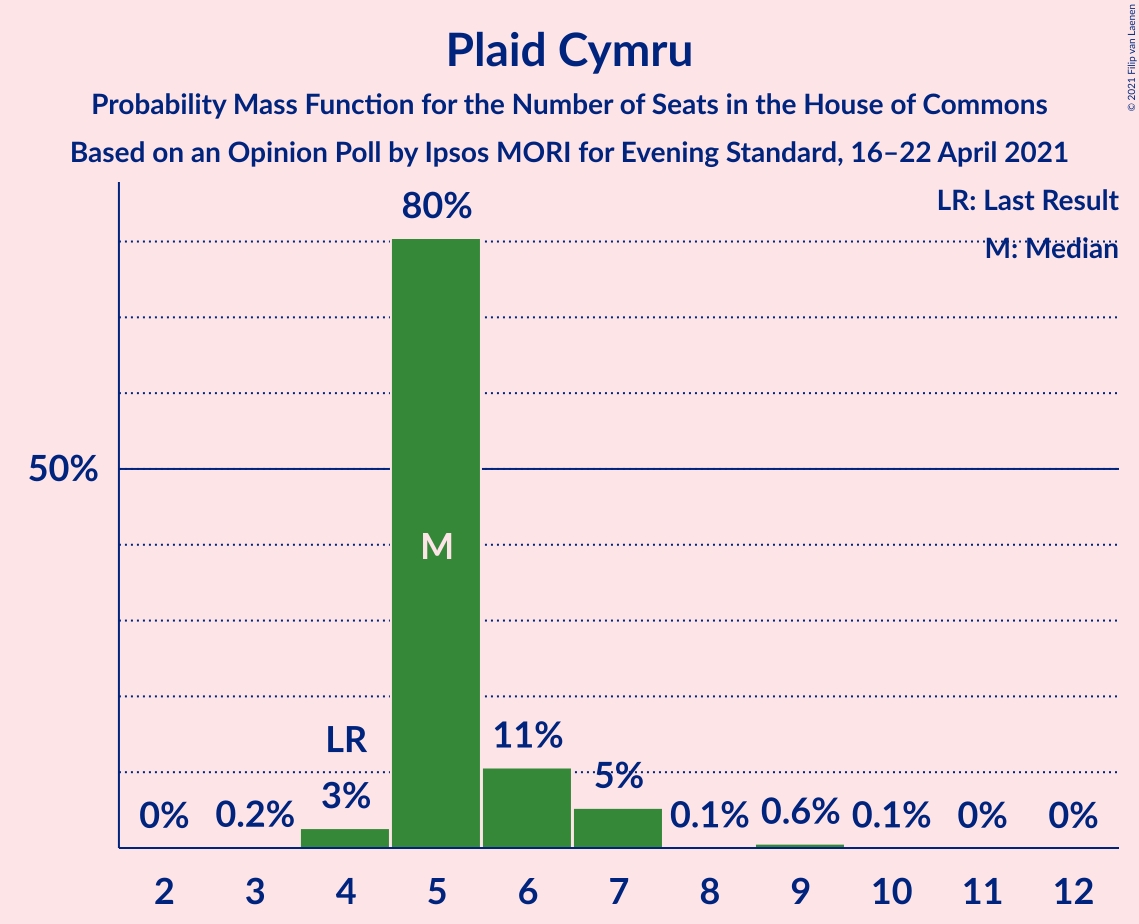 Plaid Cymru
Probability Mass Function for the Number of Seats in the House of Commons
Based on an Opinion Poll by Ipsos MORI for Evening Standard, 16–22 April 2021
© 2021 Filip van Laenen
LR: Last Result
M: Median
80%
50%
M
LR
0% 0.2% 3% 11% 5% 0.1% 0.6% 0.1% 0% 0%
2 3 4 5 6 7 8 9 10 11 12